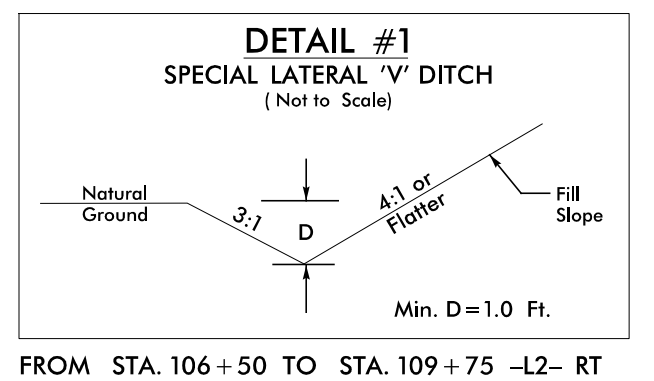 DETAIL #1
SPECIAL LATERAL 'V' DITCH
( Not to Scale)
Natural
Ground
3:1
D
4:1 or
Flatter
Fill
Slope
Min. D=1.0 Ft.
FROM STA. 106+50 TO STA. 109+75 -L2- RT